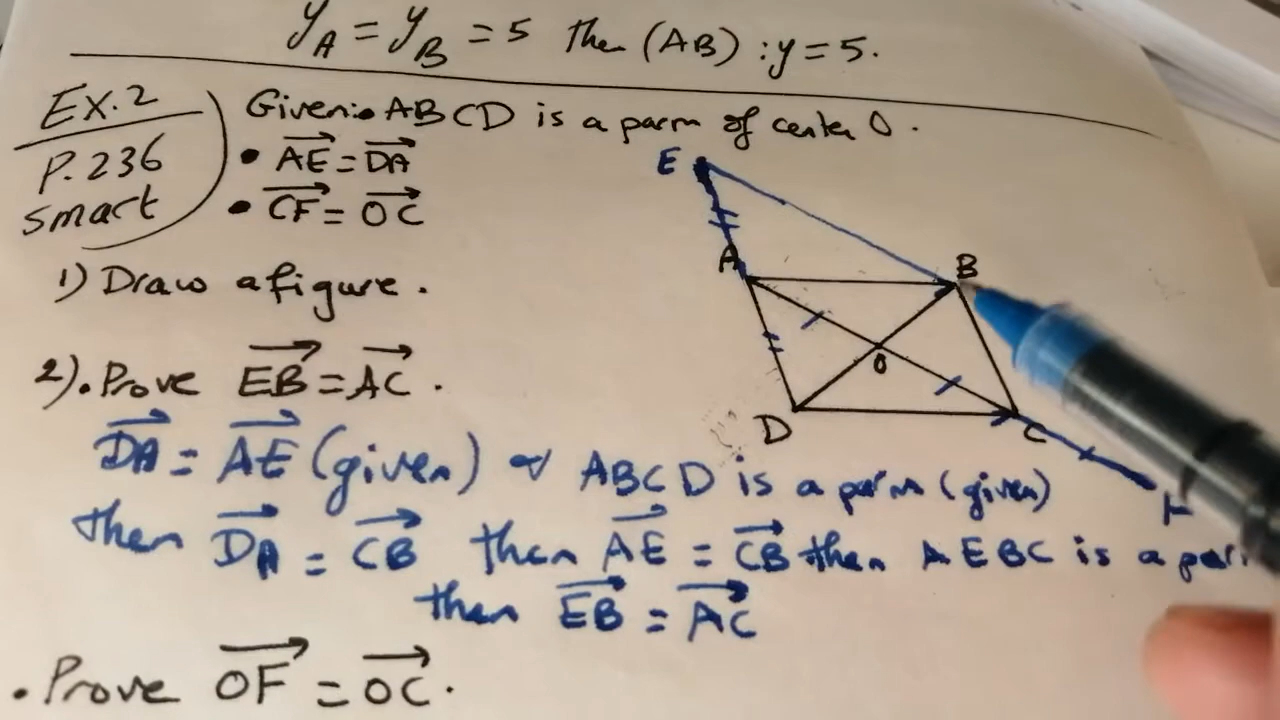 y_A = y_B = 5 then (AB) : y = 5.
EX.2
P.236
smart
Given: ABCD is a parm of center O.
• AE = DA
• CF = OC
1) Draw a figure.
2). Prove EB = AC.
E
A
B
O
D
C
DA = AE (given) & ABCD is a parm (given)
then DA = CB then AE = CB then AEBC is a par
then EB = AC
• Prove OF = OC.